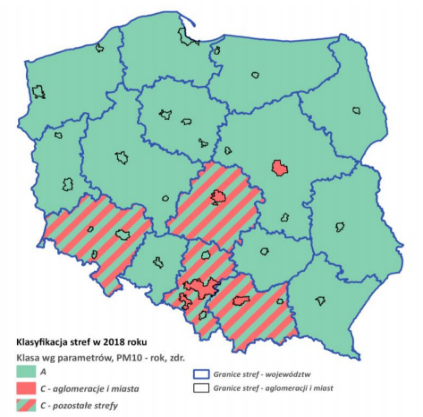 Klasyfikacja stref w 2018 roku
Klasa wg parametrów, PM10 - rok, zdr.
A
C - aglomeracje i miasta
C - pozostałe strefy
Granice stref - województw
Granice stref - aglomeracji i miast